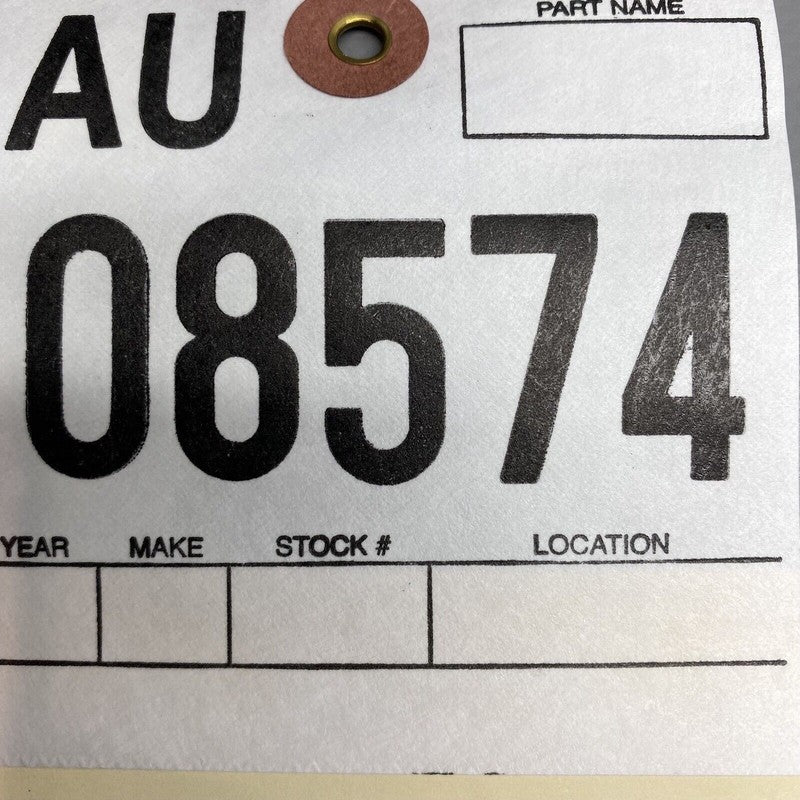 AU
PART NAME
08574
YEAR MAKE STOCK # LOCATION